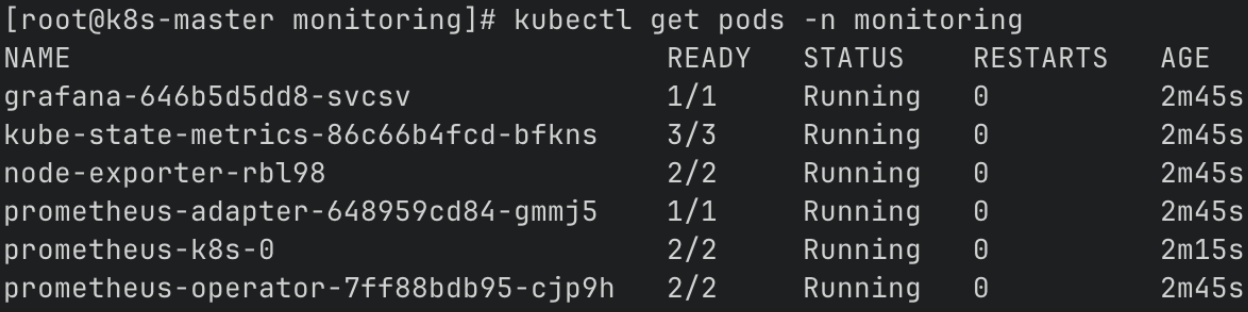 [root@k8s-master monitoring]# kubectl get pods -n monitoring
NAME READY STATUS RESTARTS AGE
grafana-646b5d5dd8-svcsv 1/1 Running 0 2m45s
kube-state-metrics-86c66b4fcd-bfkns 3/3 Running 0 2m45s
node-exporter-rbl98 2/2 Running 0 2m45s
prometheus-adapter-648959cd84-gmmj5 1/1 Running 0 2m45s
prometheus-k8s-0 2/2 Running 0 2m15s
prometheus-operator-7ff88bdb95-cjp9h 2/2 Running 0 2m45s